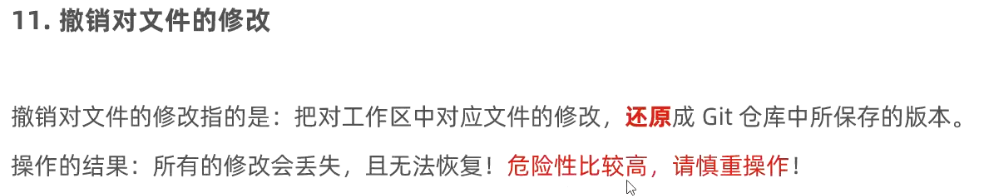 11. 撤销对文件的修改
撤销对文件的修改指的是：把对工作区中对应文件的修改，还原成 Git 仓库中所保存的版本。
操作的结果：所有的修改会丢失，且无法恢复！危险性比较高，请慎重操作！